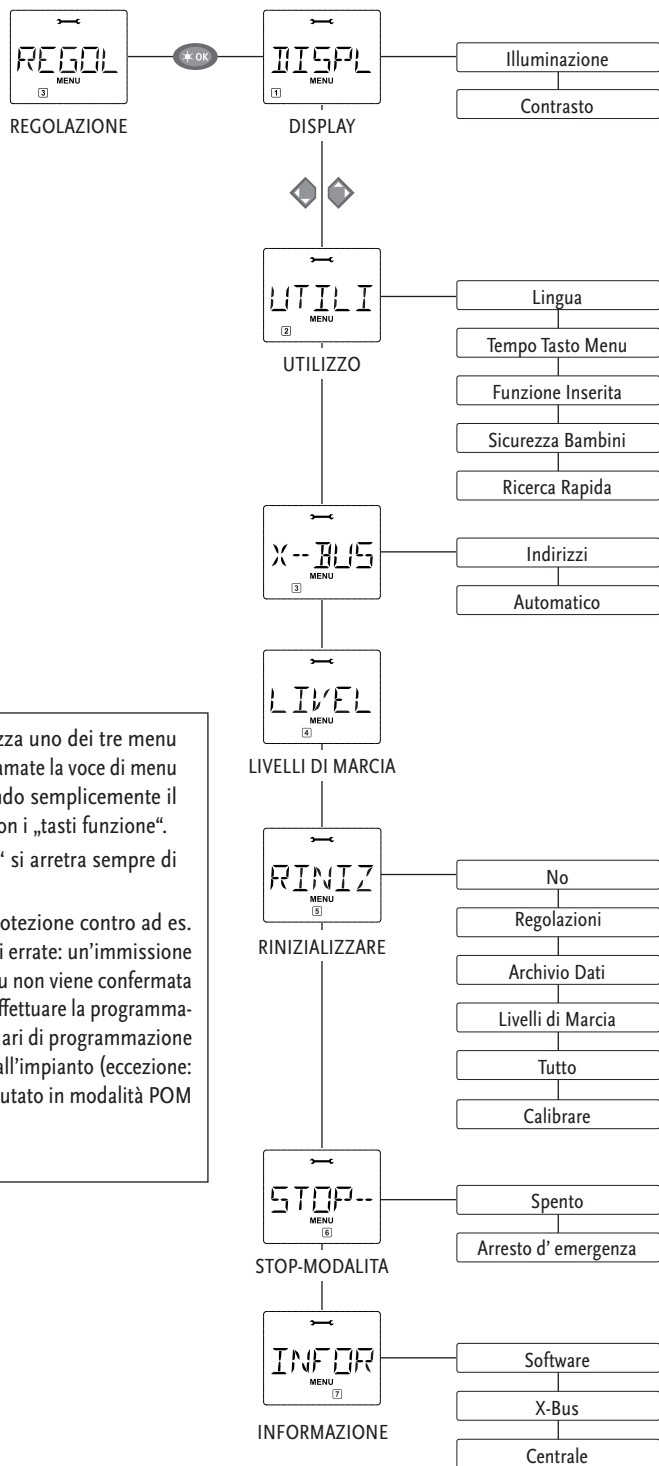 REGOL
MENU
3
REGOLAZIONE
OK
DISPL
MENU
1
DISPLAY
Illuminazione
Contrasto
UTILI
MENU
2
UTILIZZO
Lingua
Tempo Tasto Menu
Funzione Inserita
Sicurezza Bambini
Ricerca Rapida
X--BUS
MENU
3
Indirizzi
Automatico
LIVEL
MENU
4
LIVELLI DI MARCIA
RINIZ
MENU
5
RINIZIALIZZARE
No
Regolazioni
Archivio Dati
Livelli di Marcia
Tutto
Calibrare
STOP--
MENU
6
STOP-MODALITA
Spento
Arresto d' emergenza
INFOR
MENU
7
INFORMAZIONE
Software
X-Bus
Centrale
zza uno dei tre menu
amate la voce di menu
ndo semplicemente il
on i „tasti funzione“.
“ si arretra sempre di
otezione contro ad es.
i errate: un’immissione
u non viene confermata
ffettuare la programma-
ari di programmazione
all’impianto (eccezione:
utato in modalità POM